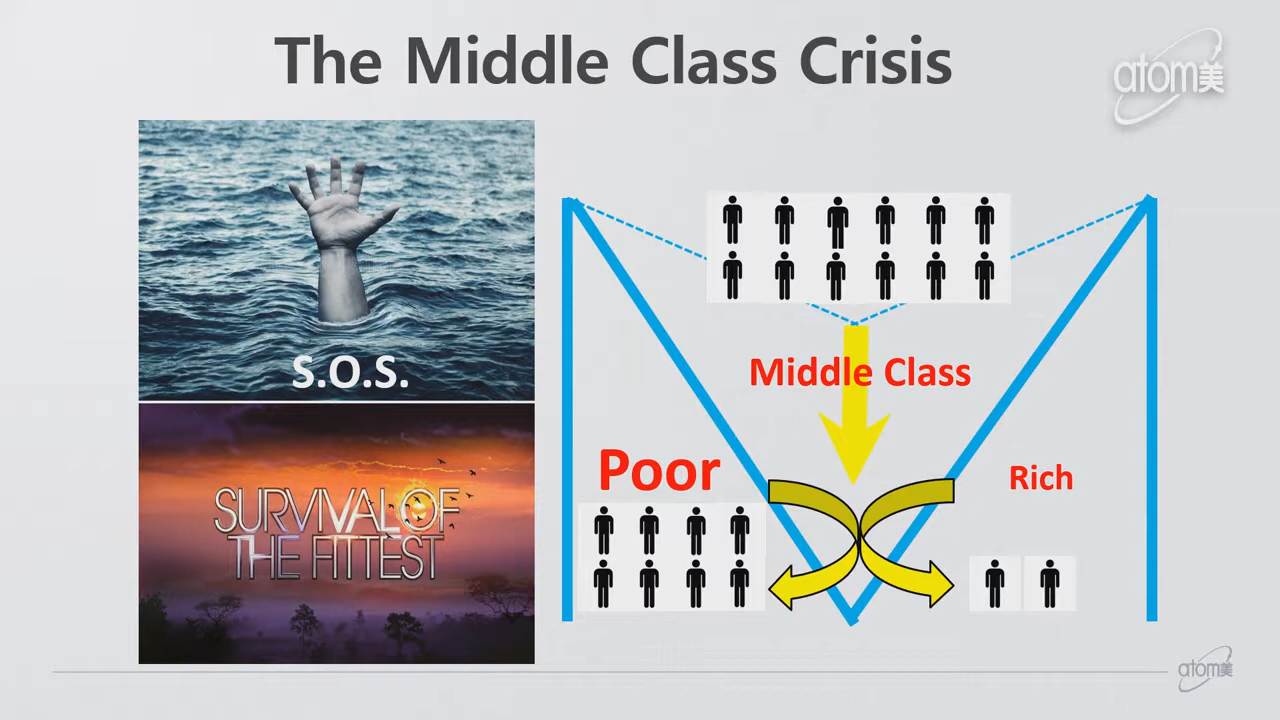 The Middle Class Crisis
atom美
S.O.S.
SURVIVAL OF
THE FITTEST
Middle Class
Poor
Rich
atom美